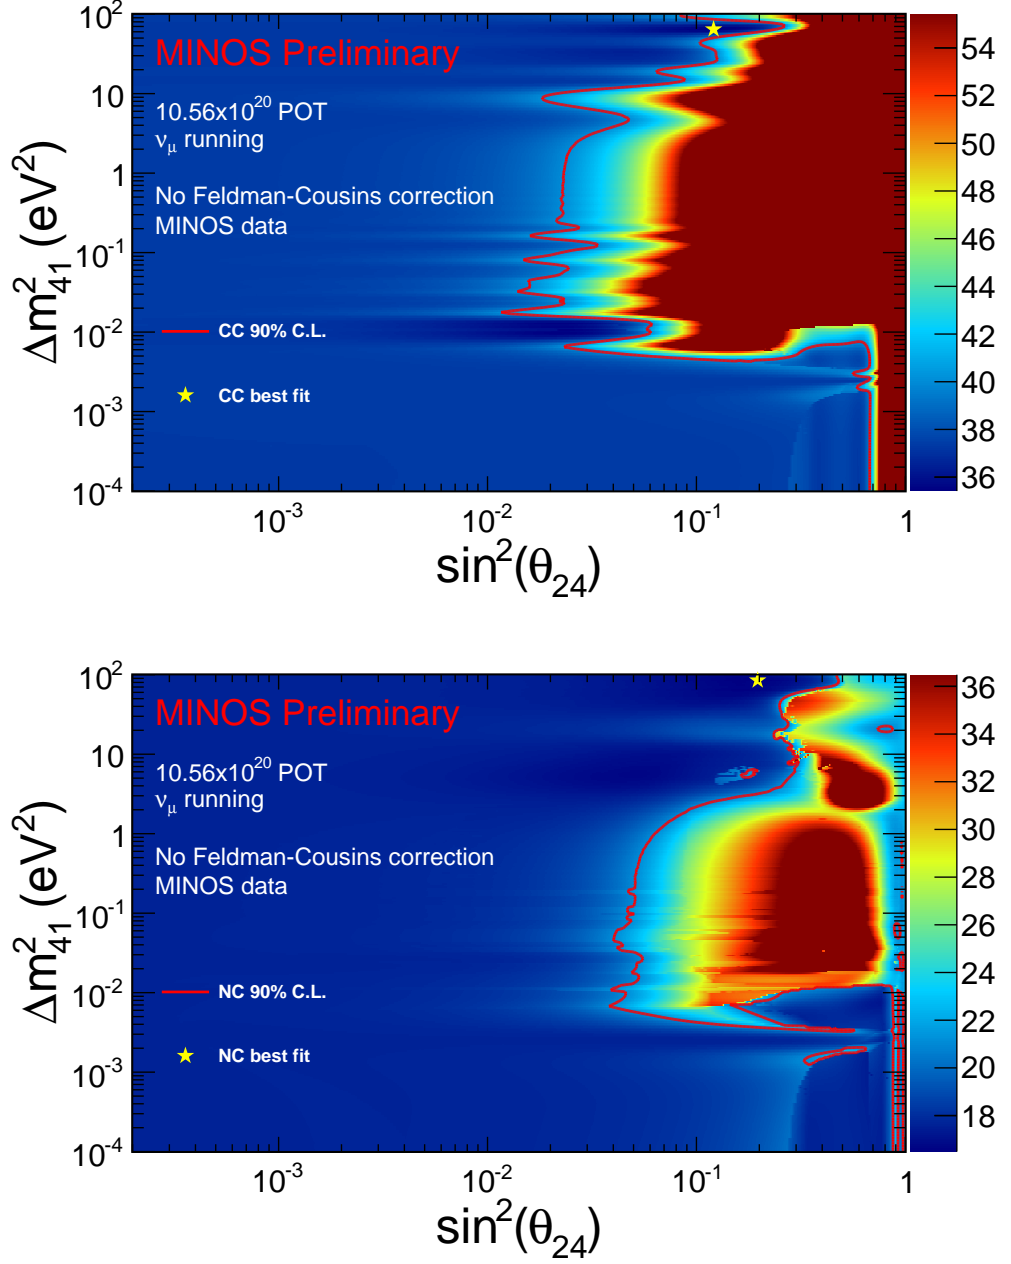 10²
10
1
10⁻¹
10⁻²
10⁻³
10⁻⁴
Δm²₄₁ (eV²)
MINOS Preliminary
10.56x10²⁰ POT
νμ running
No Feldman-Cousins correction
MINOS data
CC 90% C.L.
CC best fit
54
52
50
48
46
44
42
40
38
36
10⁻³ 10⁻² 10⁻¹ 1
sin²(θ₂₄)
10²
10
1
10⁻¹
10⁻²
10⁻³
10⁻⁴
Δm²₄₁ (eV²)
MINOS Preliminary
10.56x10²⁰ POT
νμ running
No Feldman-Cousins correction
MINOS data
NC 90% C.L.
NC best fit
36
34
32
30
28
26
24
22
20
18
10⁻³ 10⁻² 10⁻¹ 1
sin²(θ₂₄)